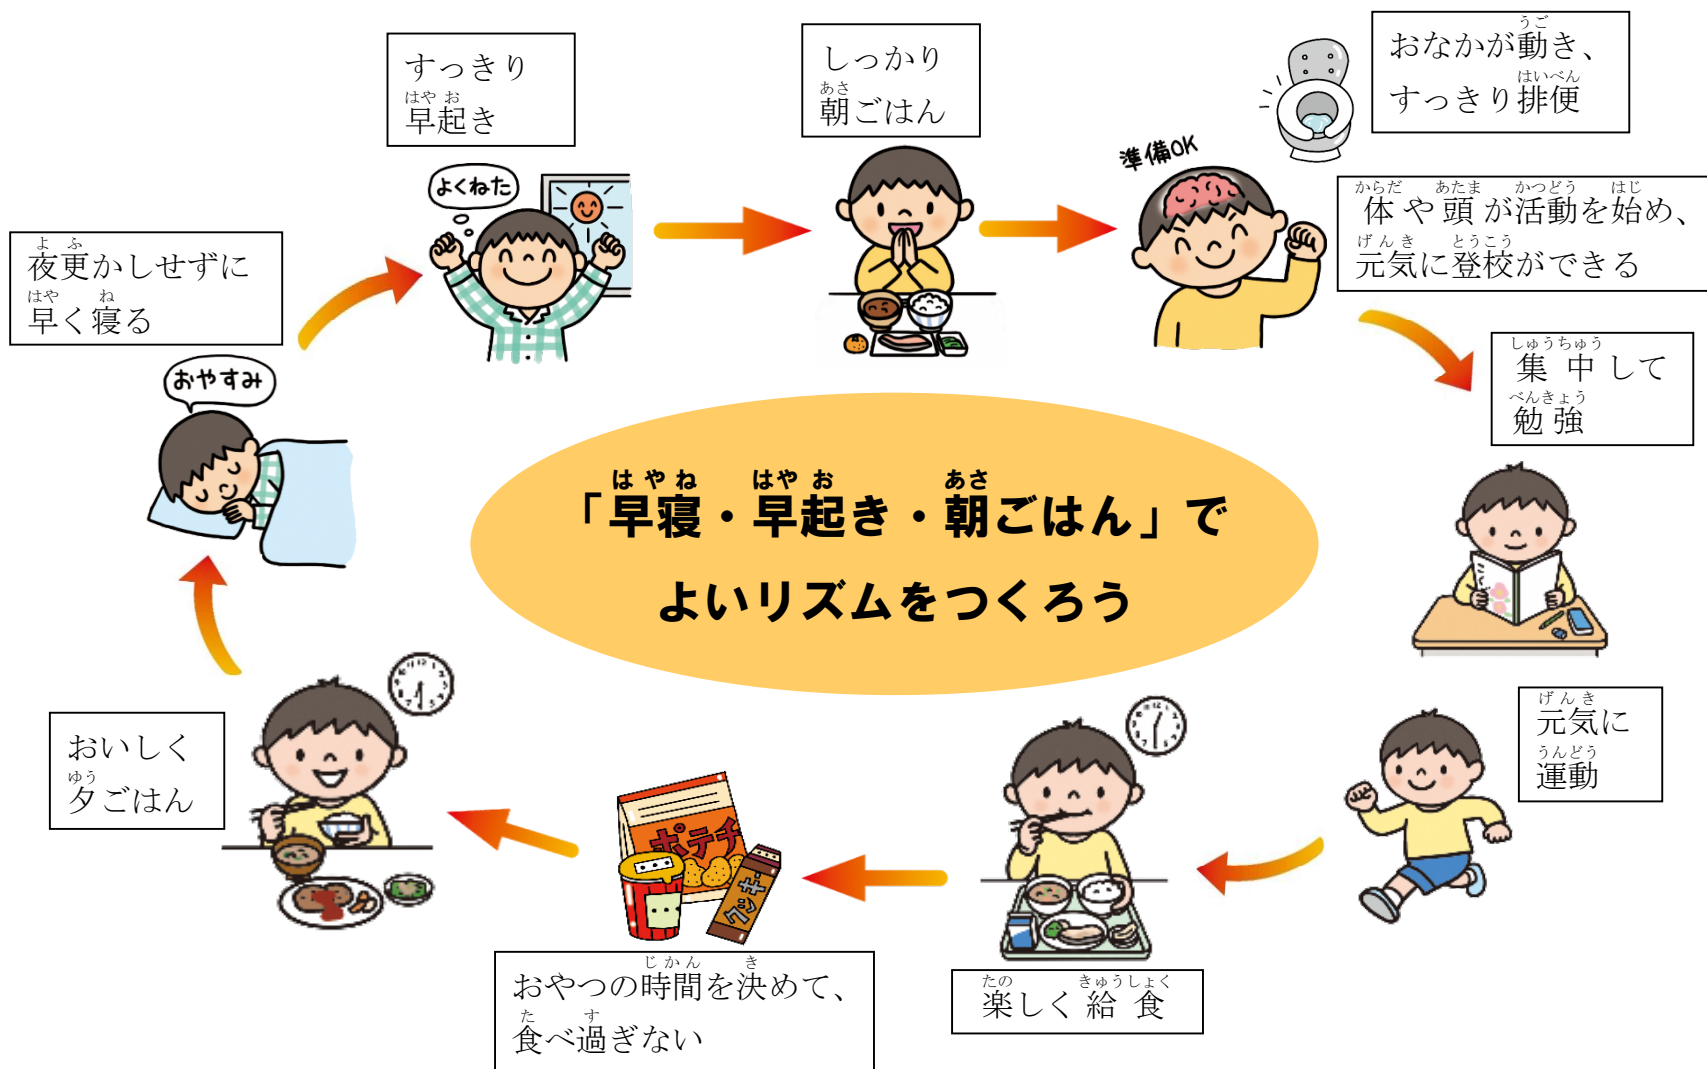 すっきり
早起き
しっかり
朝ごはん
おなかが動き、
すっきり排便
準備OK
体や頭が活動を始め、
元気に登校ができる
よくねた
夜更かしせずに
早く寝る
おやすみ
集中して
勉強
「早寝・早起き・朝ごはん」で
よいリズムをつくろう
元気に
運動
楽しく給食
ポテチ
クッキー
おやつの時間を決めて、
食べ過ぎない
おいしく
夕ごはん